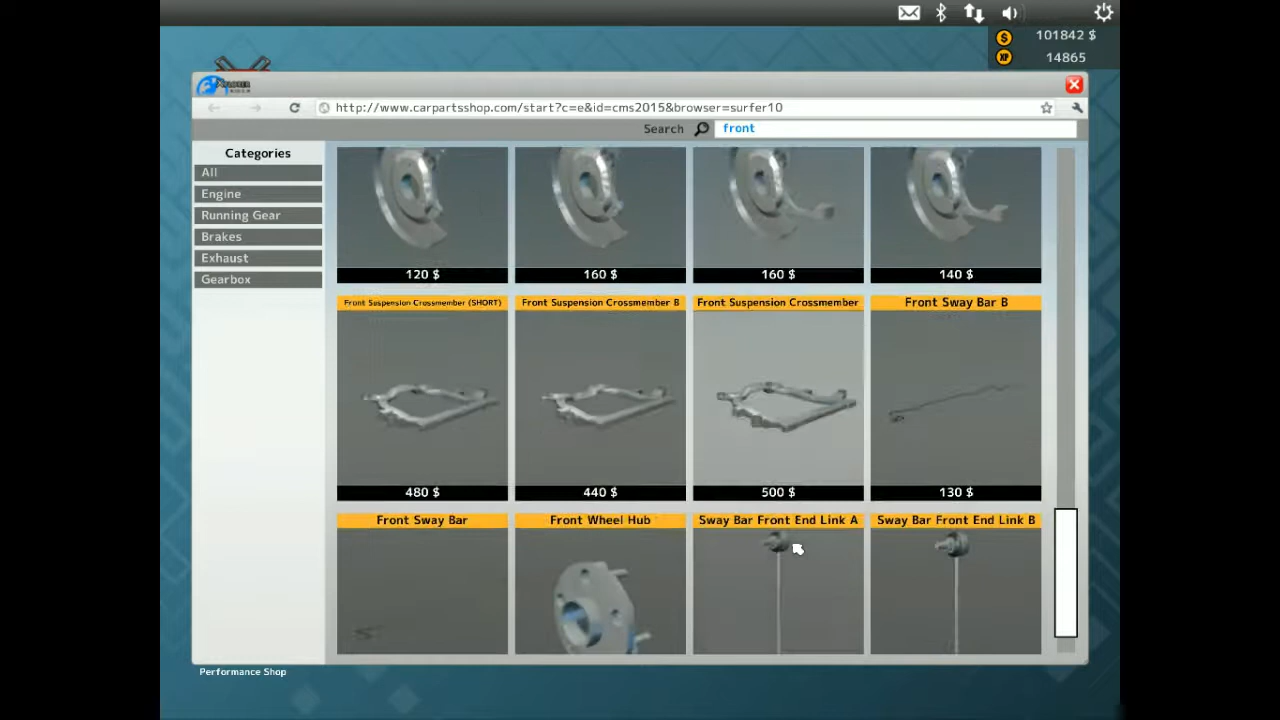 101842 $
14865
http://www.carpartsshop.com/start?c=e&id=cms2015&browser=surfer10
Search front
Categories
All
Engine
Running Gear
Brakes
Exhaust
Gearbox
120 $ 160 $ 160 $ 140 $
Front Suspension Crossmember (SHORT) Front Suspension Crossmember B Front Suspension Crossmember Front Sway Bar B
480 $ 440 $ 500 $ 130 $
Front Sway Bar Front Wheel Hub Sway Bar Front End Link A Sway Bar Front End Link B
Performance Shop